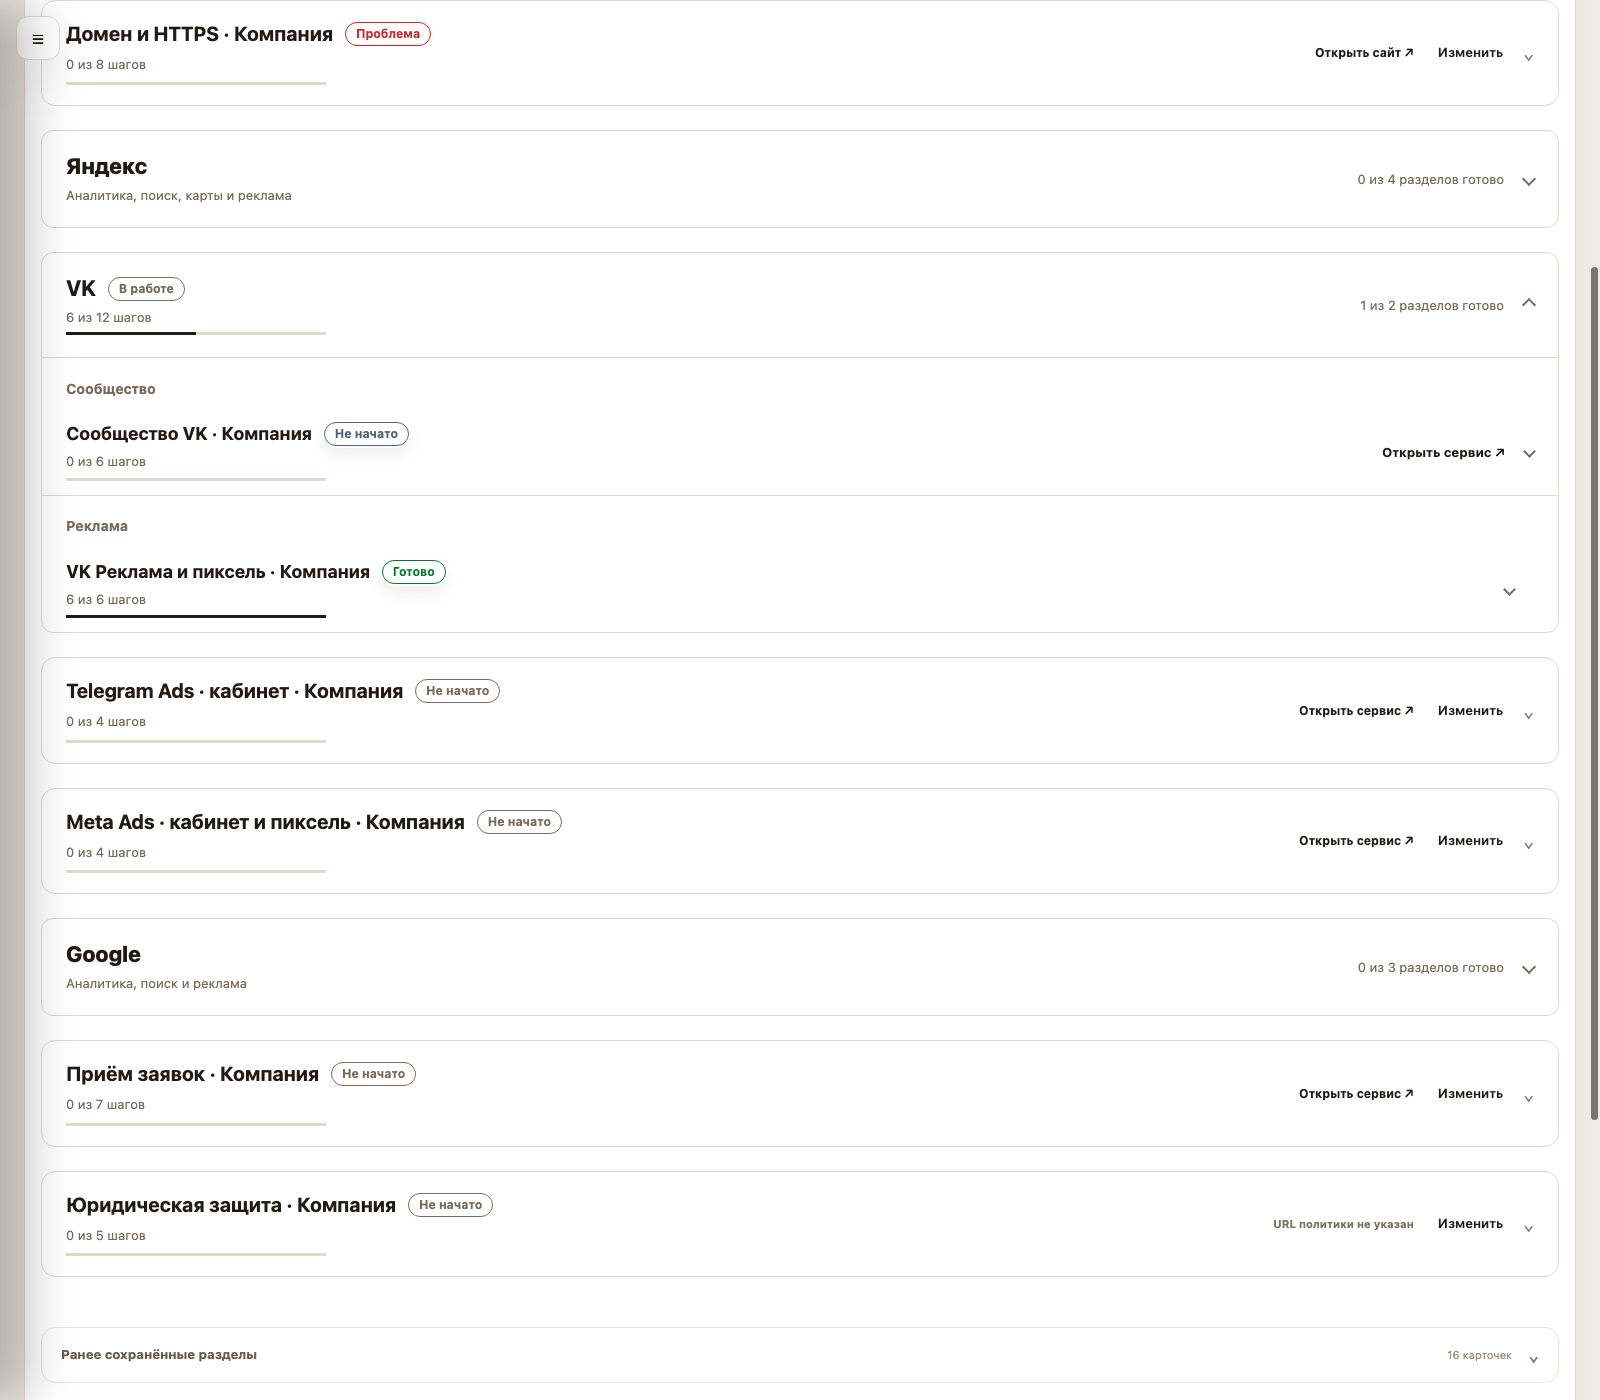 Домен и HTTPS · Компания Проблема
0 из 8 шагов
Открыть сайт ↗ Изменить
Яндекс
Аналитика, поиск, карты и реклама
0 из 4 разделов готово
VK В работе
6 из 12 шагов
1 из 2 разделов готово
Сообщество
Сообщество VK · Компания Не начато
0 из 6 шагов
Открыть сервис ↗
Реклама
VK Реклама и пиксель · Компания Готово
6 из 6 шагов
Telegram Ads · кабинет · Компания Не начато
0 из 4 шагов
Открыть сервис ↗ Изменить
Meta Ads · кабинет и пиксель · Компания Не начато
0 из 4 шагов
Открыть сервис ↗ Изменить
Google
Аналитика, поиск и реклама
0 из 3 разделов готово
Приём заявок · Компания Не начато
0 из 7 шагов
Открыть сервис ↗ Изменить
Юридическая защита · Компания Не начато
0 из 5 шагов
URL политики не указан Изменить
Ранее сохранённые разделы
16 карточек